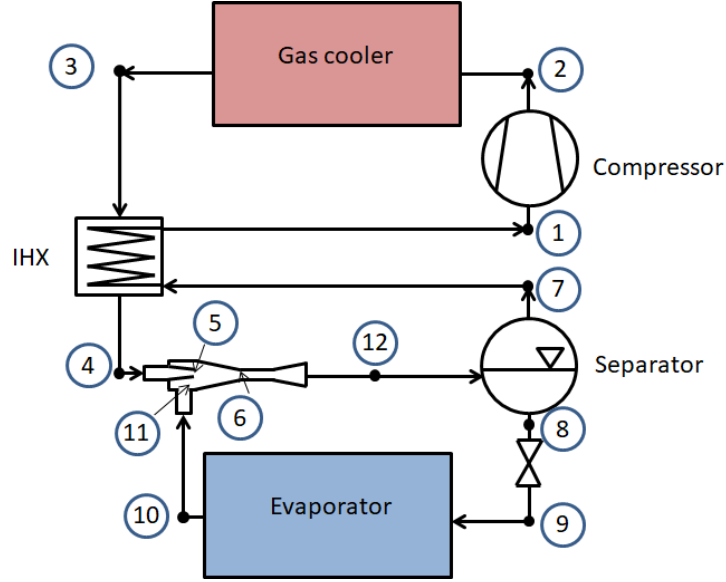 3
Gas cooler
2
Compressor
IHX
1
7
5
12
4
Separator
11
6
8
10
Evaporator
9